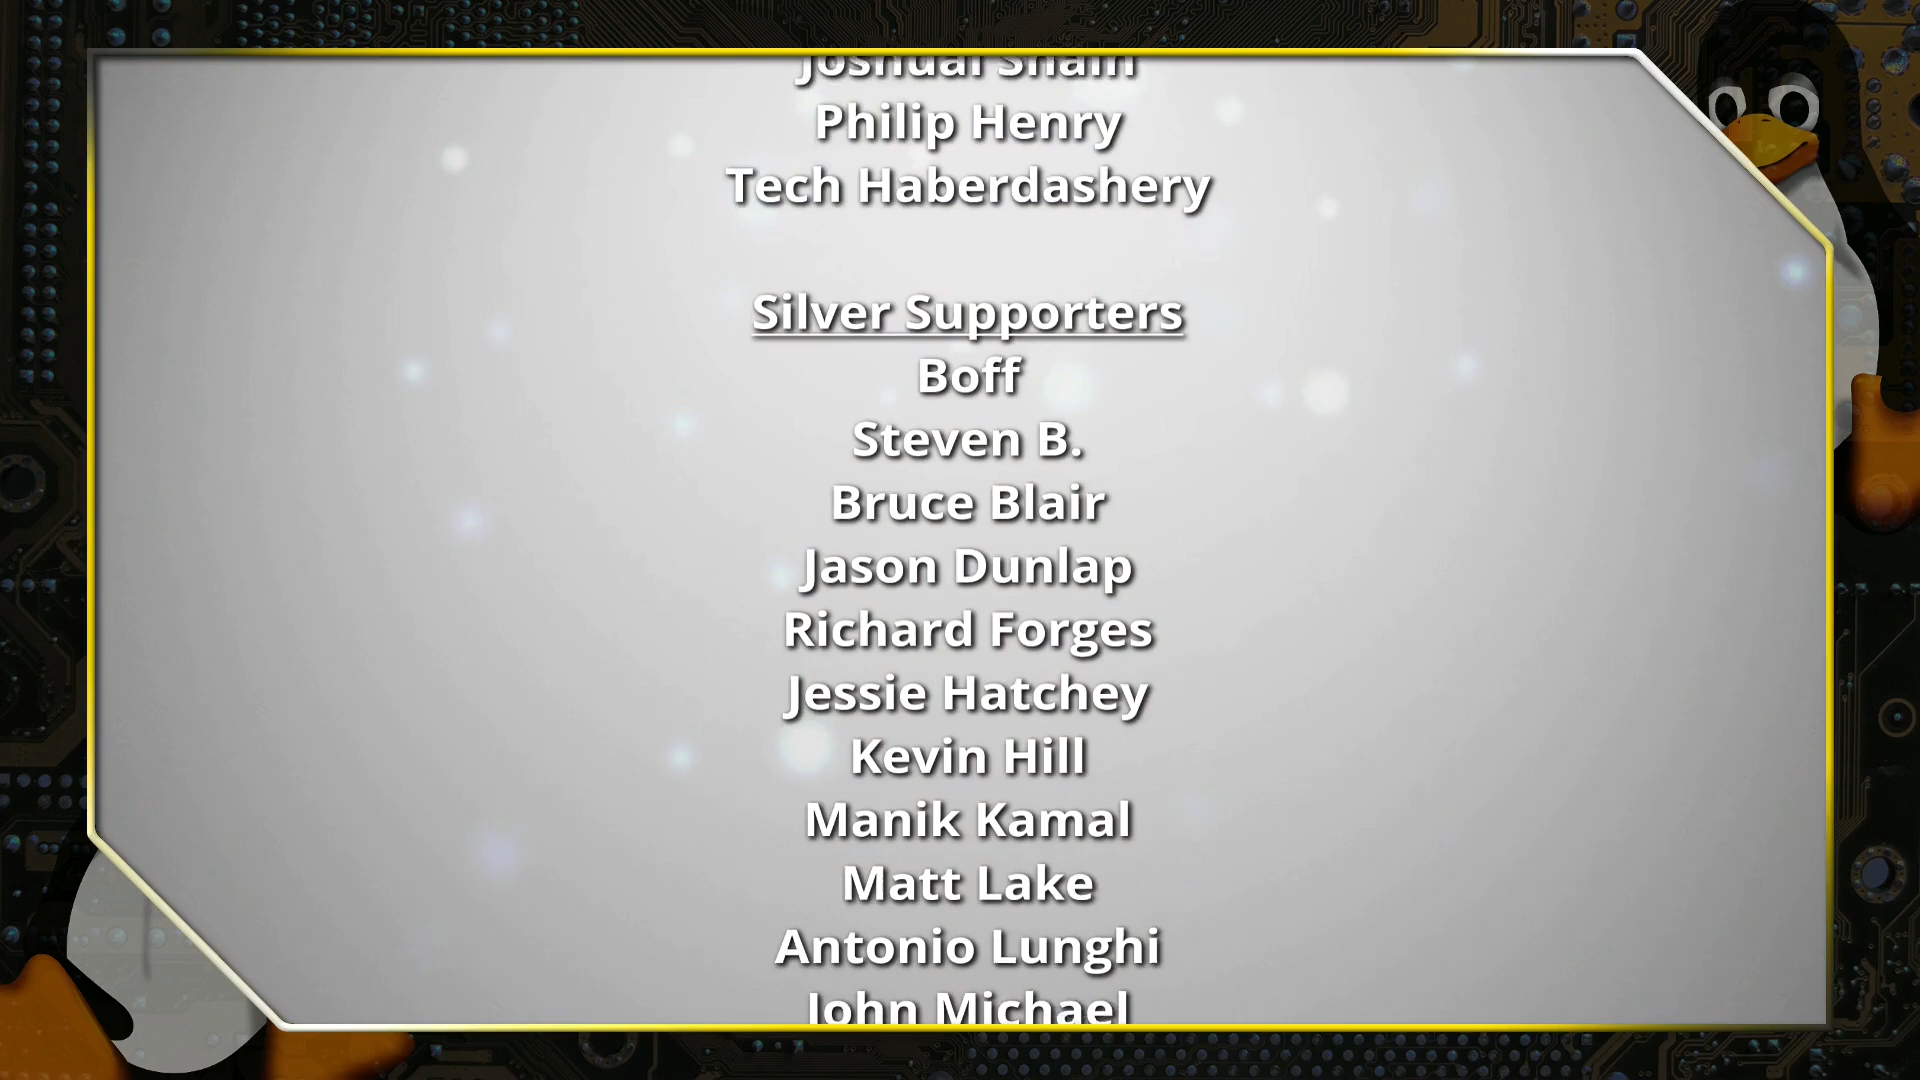 Philip Henry
Tech Haberdashery
Silver Supporters
Boff
Steven B.
Bruce Blair
Jason Dunlap
Richard Forges
Jessie Hatchey
Kevin Hill
Manik Kamal
Matt Lake
Antonio Lunghi
John Michael